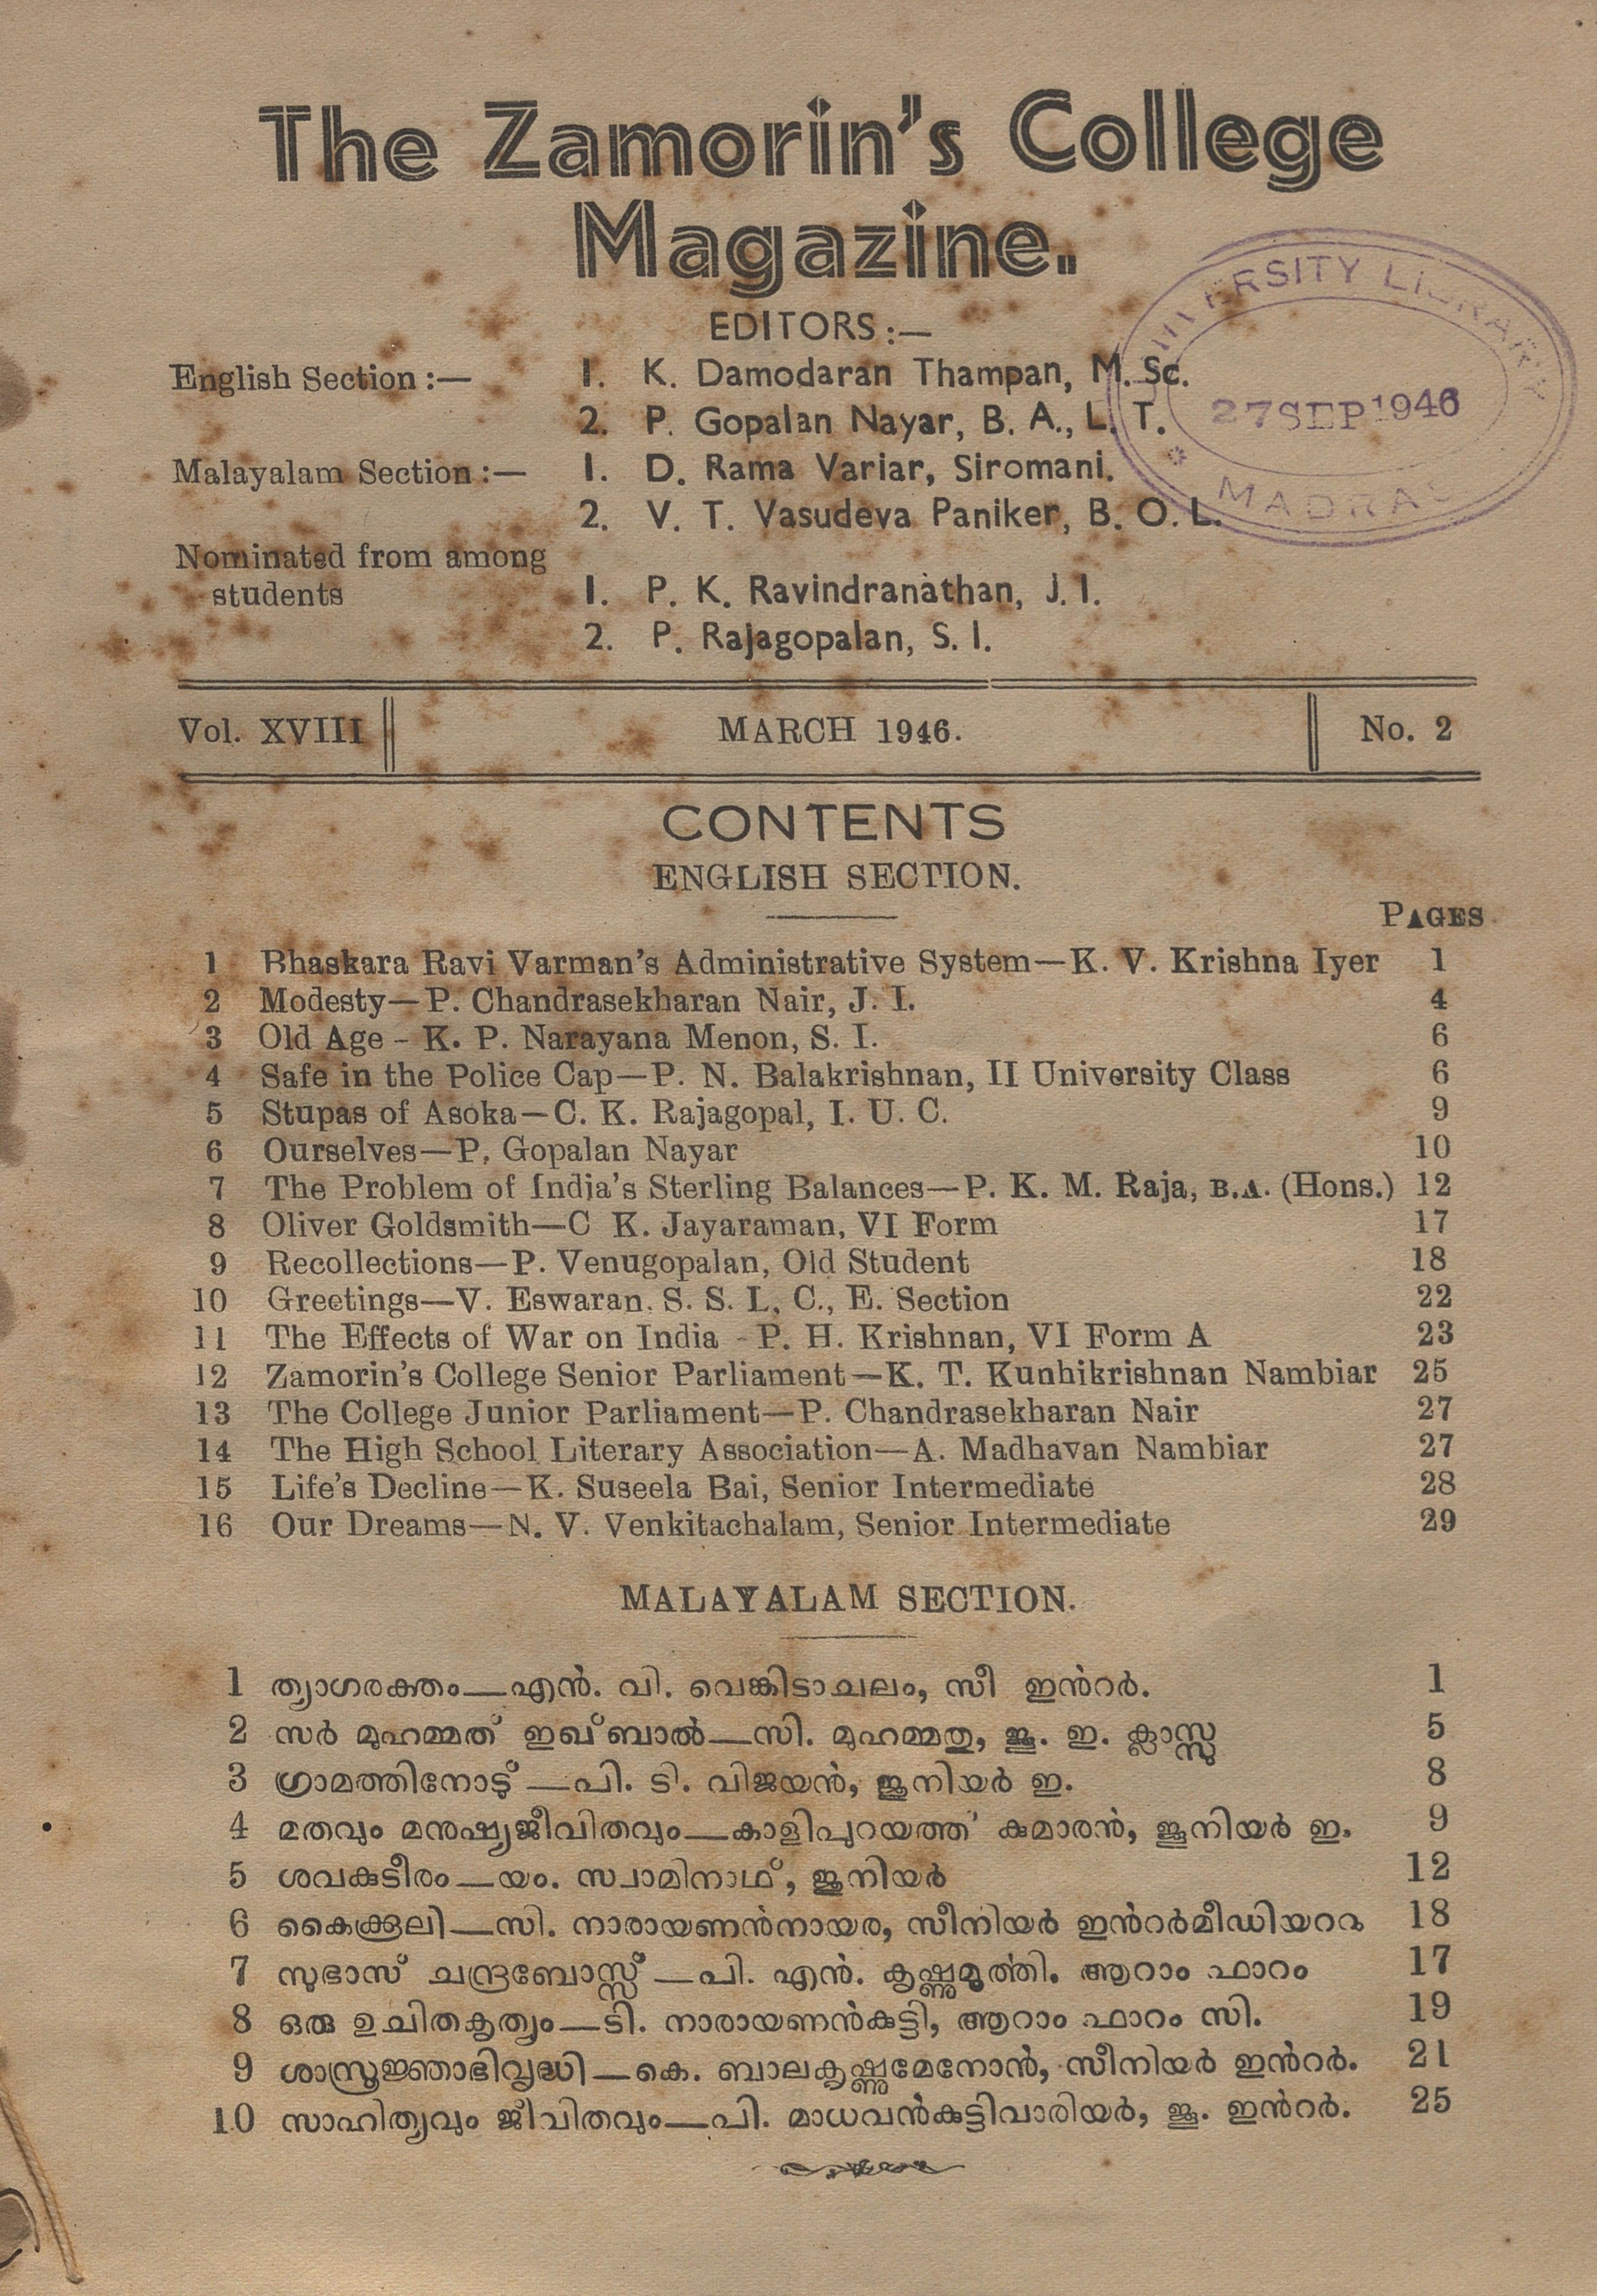 The Zamorin's College
Magazine.
EDITORS:—
English Section:— 1. K. Damodaran Thampan, M. Sc.
2. P. Gopalan Nayar, B. A., L. T.
Malayalam Section:— 1. D. Rama Variar, Siromani.
2. V. T. Vasudeva Paniker, B. O. L.
Nominated from among
students 1. P. K. Ravindranathan, J. I.
2. P. Rajagopalan, S. I.
UNIVERSITY LIBRARY
27 SEP 1946
MADRAS
Vol. XVIII MARCH 1946. No. 2
CONTENTS
ENGLISH SECTION.
PAGES
1 Bhaskara Ravi Varman's Administrative System—K. V. Krishna Iyer 1
2 Modesty—P. Chandrasekharan Nair, J. I. 4
3 Old Age - K. P. Narayana Menon, S. I. 6
4 Safe in the Police Cap—P. N. Balakrishnan, II University Class 6
5 Stupas of Asoka—C. K. Rajagopal, I. U. C. 9
6 Ourselves—P. Gopalan Nayar 10
7 The Problem of India's Sterling Balances—P. K. M. Raja, B.A. (Hons.) 12
8 Oliver Goldsmith—C K. Jayaraman, VI Form 17
9 Recollections—P. Venugopalan, Old Student 18
10 Greetings—V. Eswaran. S. S. L. C., E. Section 22
11 The Effects of War on India - P. H. Krishnan, VI Form A 23
12 Zamorin's College Senior Parliament—K. T. Kunhikrishnan Nambiar 25
13 The College Junior Parliament—P. Chandrasekharan Nair 27
14 The High School Literary Association—A. Madhavan Nambiar 27
15 Life's Decline—K. Suseela Bai, Senior Intermediate 28
16 Our Dreams—N. V. Venkitachalam, Senior Intermediate 29
MALAYALAM SECTION.
1 ത്യാഗരക്തം—എൻ. വി. വെങ്കിടാചലം, സീ ഇൻറർ. 1
2 സർ മുഹമ്മത് ഇഖ്ബാൽ—സി. മുഹമ്മതു, ജൂ. ഇ. ക്ലാസ്സു 5
3 ഗ്രാമത്തിനോടു്—പി. ടി. വിജയൻ, ജൂനിയർ ഇ. 8
4 മതവും മനുഷ്യജീവിതവും—കാളിപുറയത്ത് കുമാരൻ, ജൂനിയർ ഇ. 9
5 ശവകുടീരം—യം. സ്വാമിനാഥ്, ജൂനിയർ 12
6 കൈക്കൂലി—സി. നാരായണൻനായര, സീനിയർ ഇൻറർമീഡിയററ 18
7 സുഭാസ് ചന്ദ്രബോസ്സ്—പി. എൻ. കൃഷ്ണമൂർത്തി. ആറാം ഫാറം 17
8 ഒരു ഉചിതകൃത്യം—ടി. നാരായണൻകുട്ടി, ആറാം ഫാറം സി. 19
9 ശാസ്ത്രജ്ഞാഭിവൃദ്ധി—കെ. ബാലകൃഷ്ണമേനോൻ, സീനിയർ ഇൻറർ. 21
10 സാഹിത്യവും ജീവിതവും—പി. മാധവൻകുട്ടിവാരിയർ, ജൂ. ഇൻറർ. 25